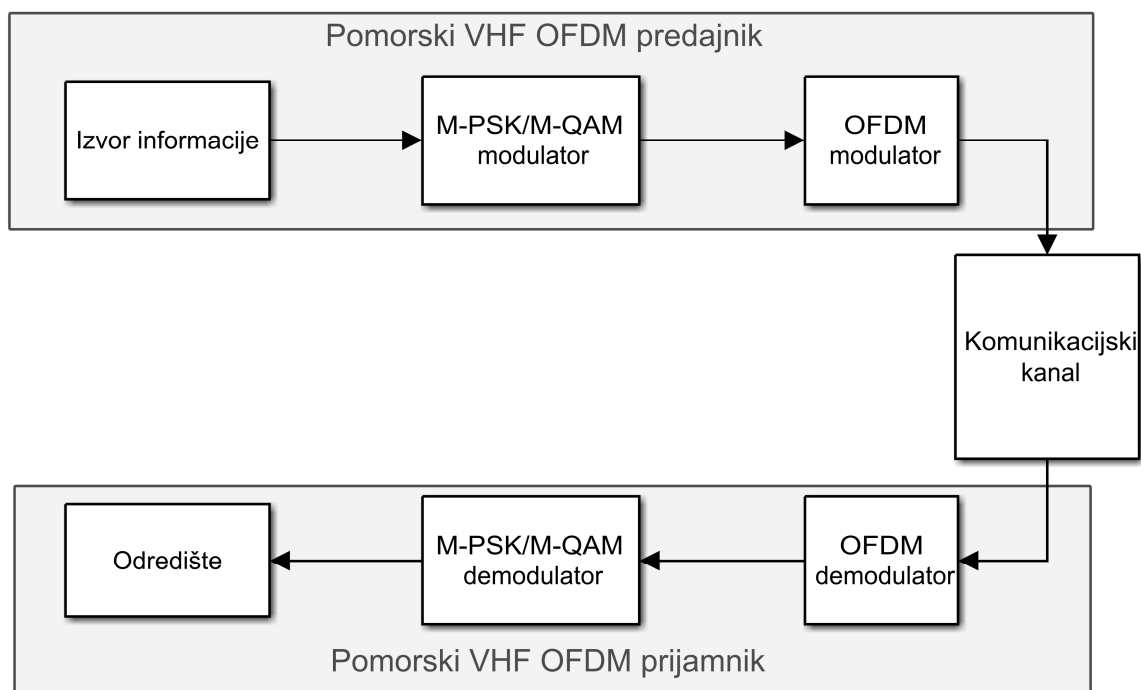 Pomorski VHF OFDM predajnik
Izvor informacije
M-PSK/M-QAM
modulator
OFDM
modulator
Komunikacijski
kanal
Odredište
M-PSK/M-QAM
demodulator
OFDM
demodulator
Pomorski VHF OFDM prijamnik